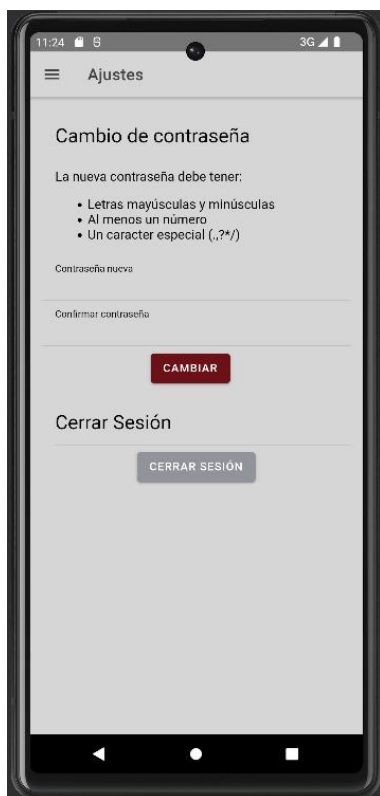 11:24
3G
Ajustes
Cambio de contraseña
La nueva contraseña debe tener:
• Letras mayúsculas y minúsculas
• Al menos un número
• Un caracter especial (.,?*/)
Contraseña nueva
Confirmar contraseña
CAMBIAR
Cerrar Sesión
CERRAR SESIÓN